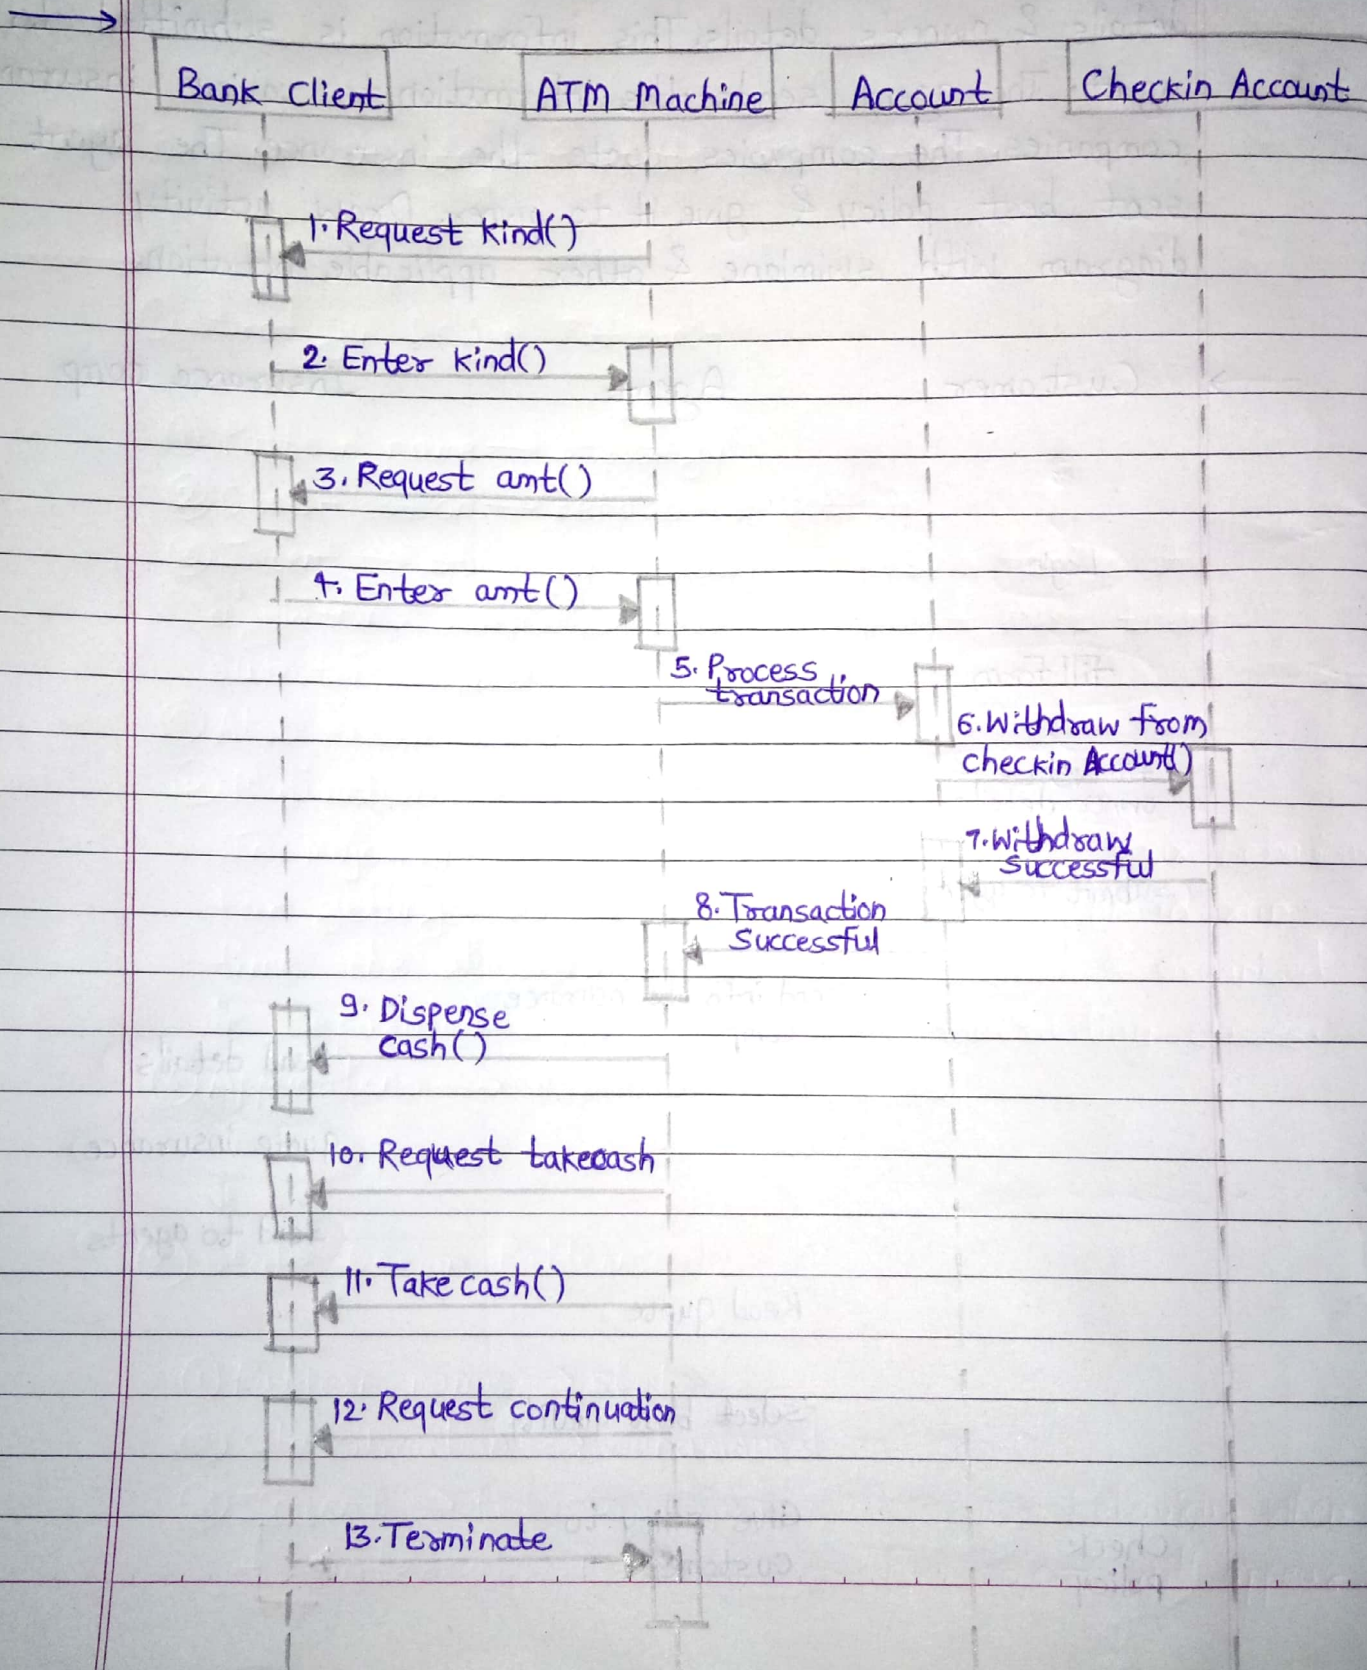 Bank Client
ATM Machine
Account
Checkin Account
1. Request kind()
2. Enter kind()
3. Request amt()
4. Enter amt()
5. Process
transaction
6. Withdraw from
checkin Account()
7. Withdraw
Successful
8. Transaction
Successful
9. Dispense
cash()
10. Request takecash
11. Take cash()
12. Request continuation
13. Terminate